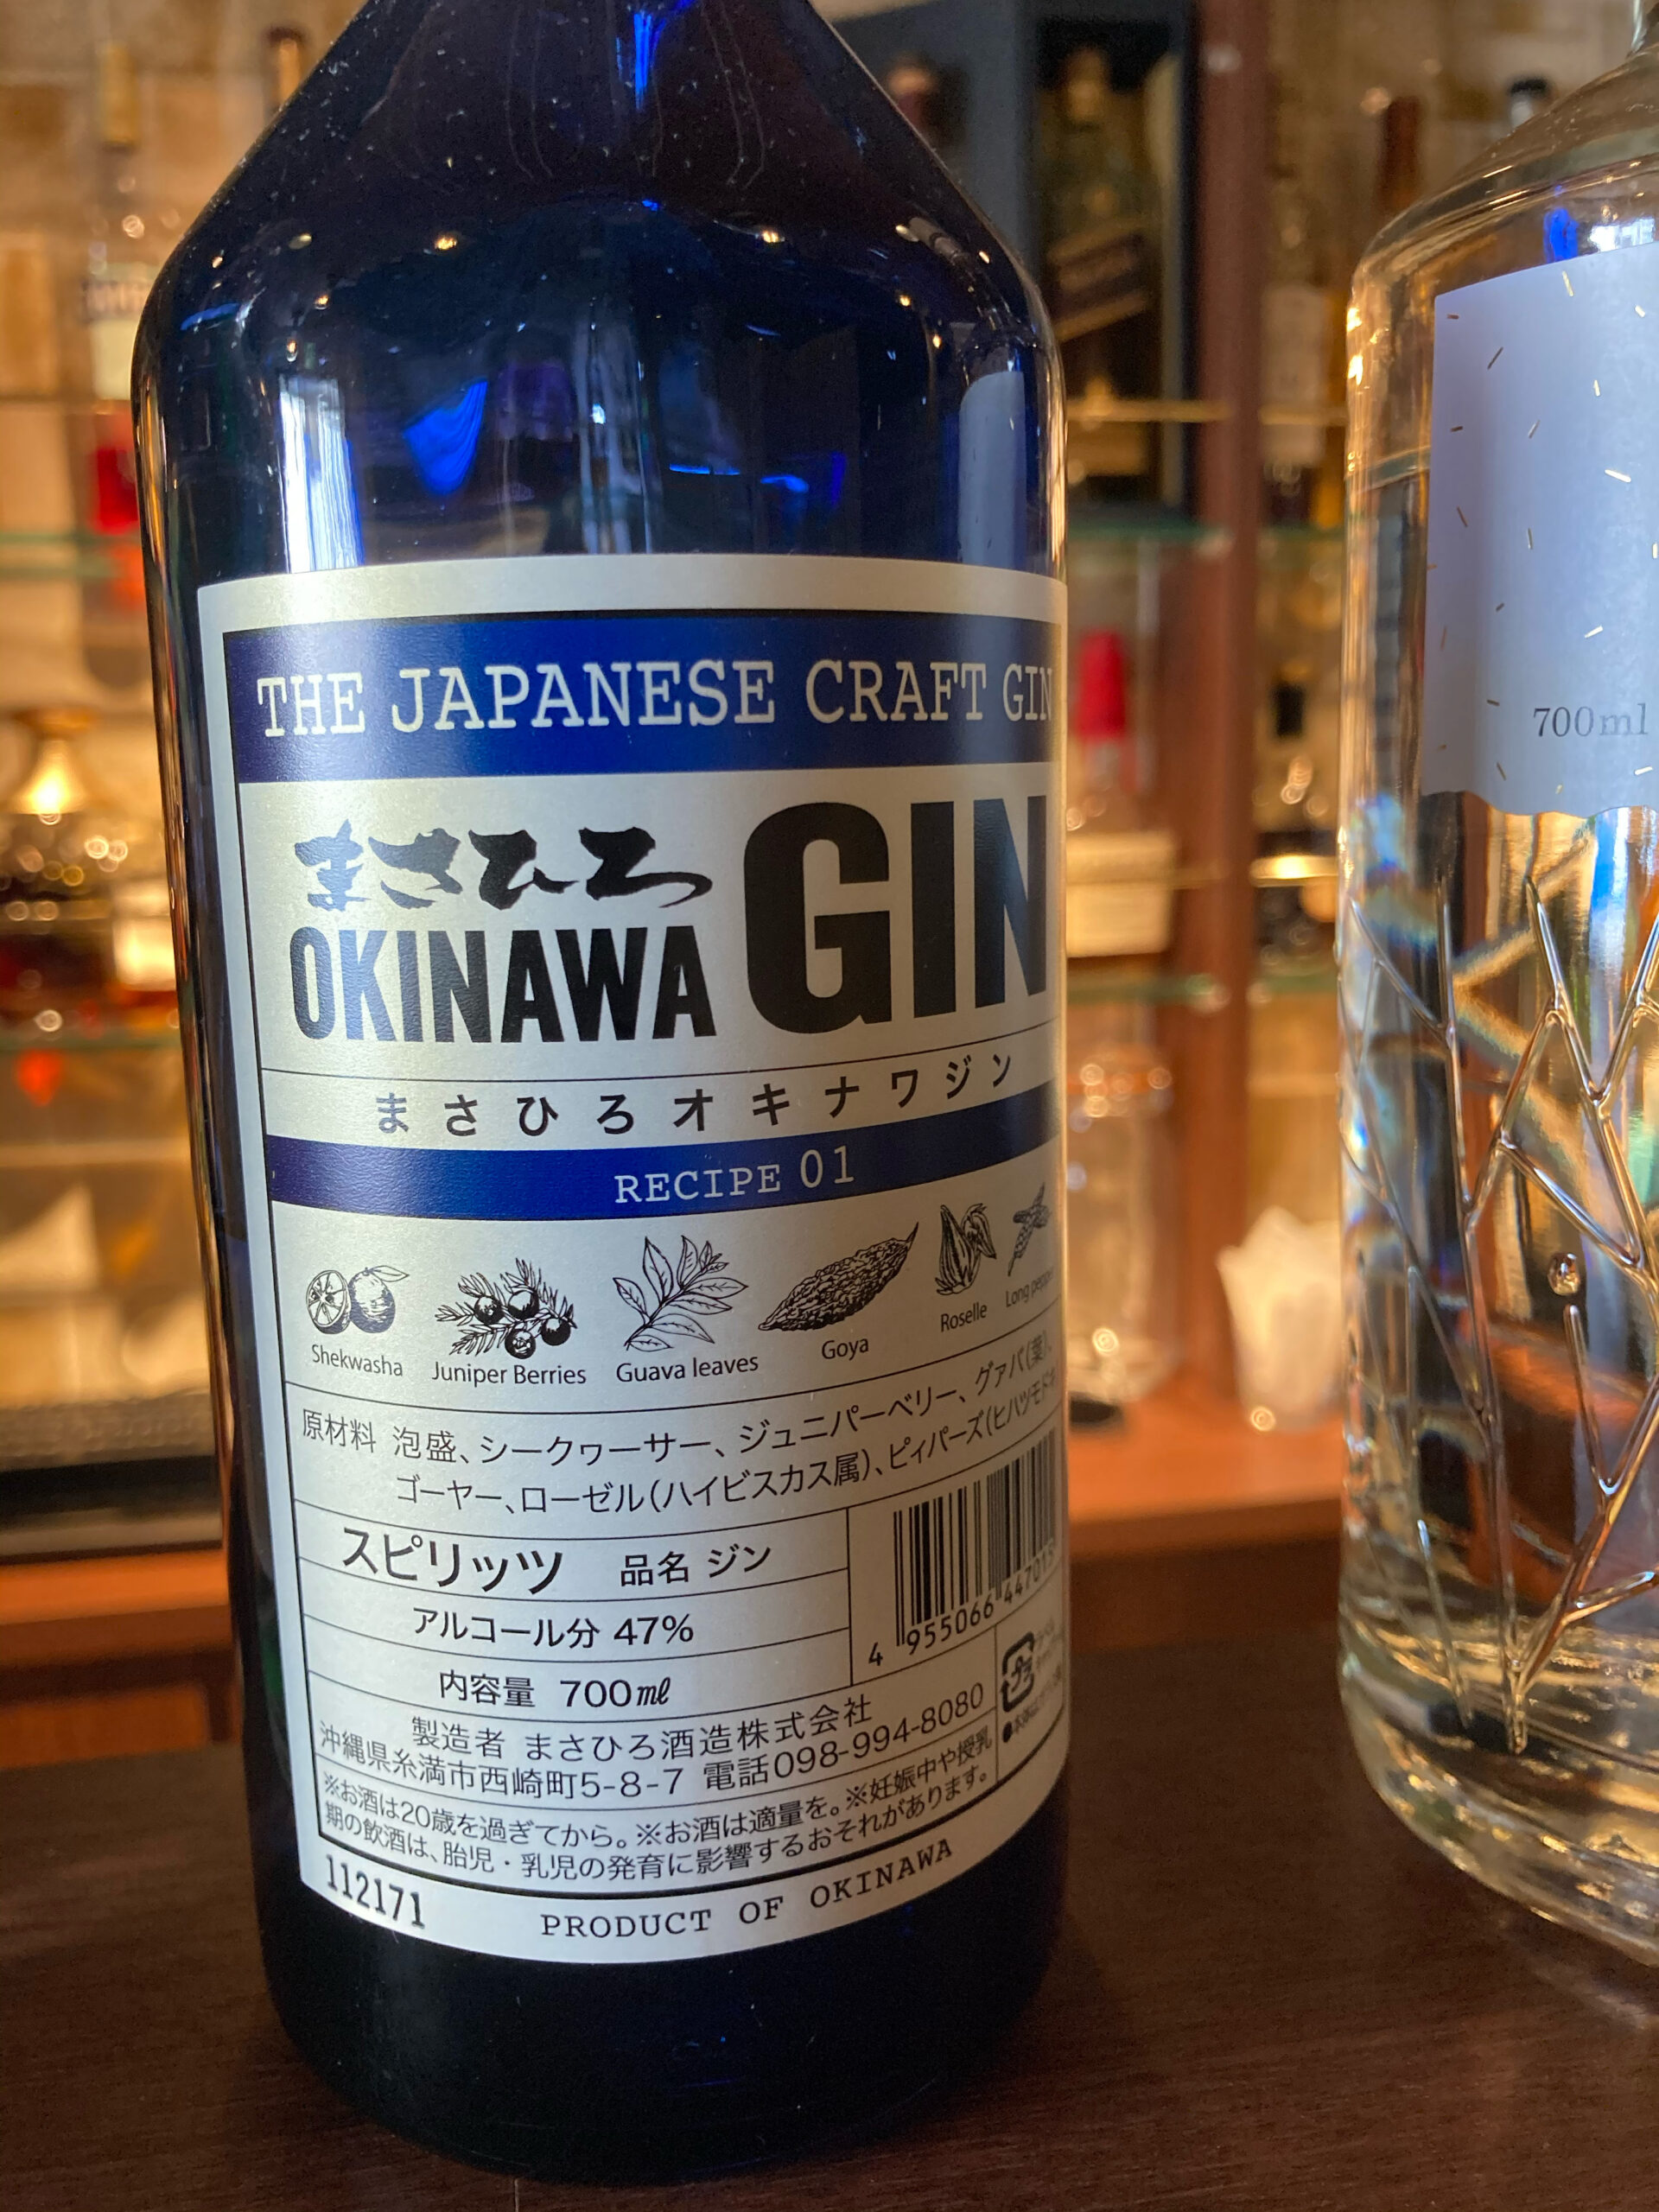 THE JAPANESE CRAFT GIN
まさひろ
OKINAWA GIN
まさひろオキナワジン
RECIPE 01
Shekwasha
Juniper Berries
Guava leaves
Goya
Roselle
Long pepper
原材料 泡盛、シークヮーサー、ジュニパーベリー、グァバ(葉)、
ゴーヤー、ローゼル(ハイビスカス属)、ピィパーズ(ヒハツモドキ
スピリッツ 品名 ジン
アルコール分 47%
内容量 700㎖
4 955066 447015
製造者 まさひろ酒造株式会社
沖縄県糸満市西崎町5-8-7 電話098-994-8080
※お酒は20歳を過ぎてから。※お酒は適量を。※妊娠中や授乳
期の飲酒は、胎児・乳児の発育に影響するおそれがあります。
112171
PRODUCT OF OKINAWA
700ml